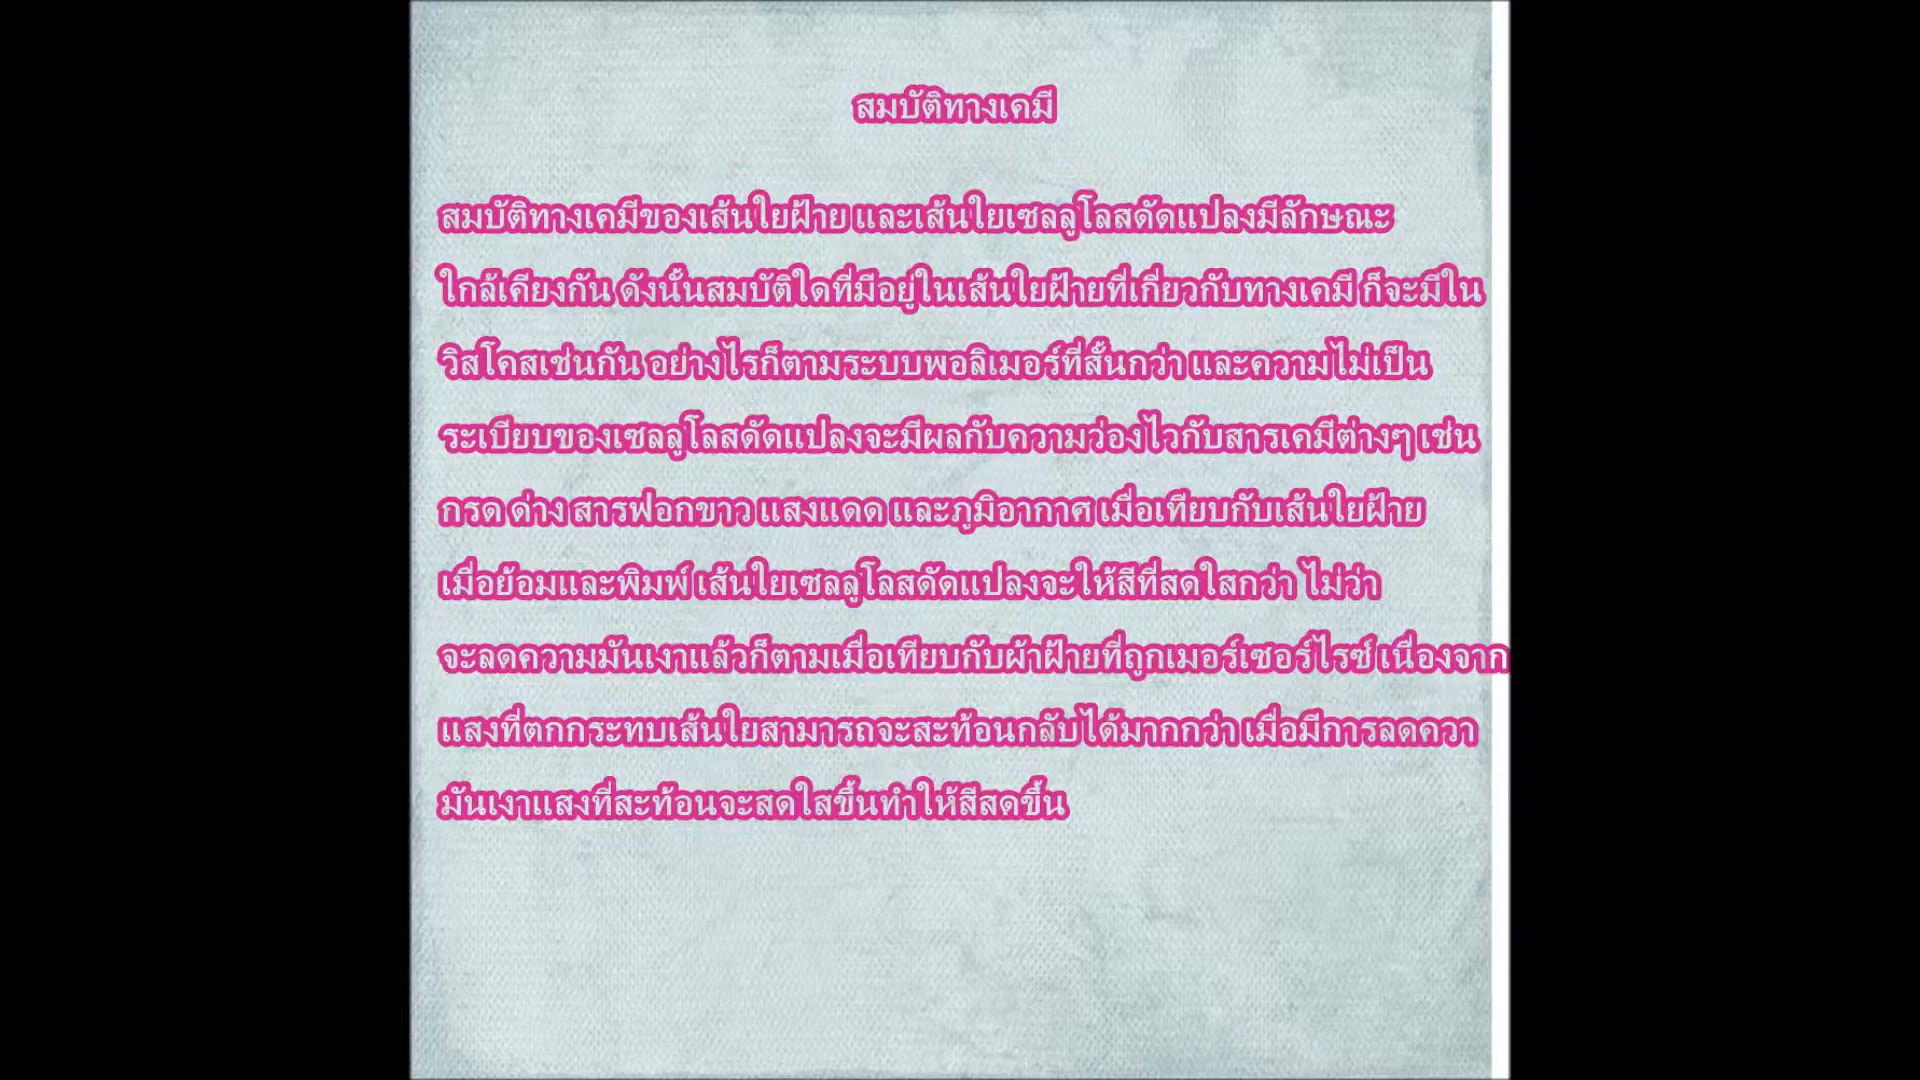 สมบัติทางเคมี
สมบัติทางเคมีของเส้นใยฝ้าย และเส้นใยเซลลูโลสดัดแปลงมีลักษณะ
ใกล้เคียงกัน ดังนั้นสมบัติใดที่มีอยู่ในเส้นใยฝ้ายที่เกี่ยวกับทางเคมี ก็จะมีใน
วิสโคสเช่นกัน อย่างไรก็ตามระบบพอลิเมอร์ที่สั้นกว่า และความไม่เป็น
ระเบียบของเซลลูโลสดัดแปลงจะมีผลกับความว่องไวกับสารเคมีต่างๆ เช่น
กรด ด่าง สารฟอกขาว แสงแดด และภูมิอากาศ เมื่อเทียบกับเส้นใยฝ้าย
เมื่อย้อมและพิมพ์ เส้นใยเซลลูโลสดัดแปลงจะให้สีที่สดใสกว่า ไม่ว่า
จะลดความมันเงาแล้วก็ตามเมื่อเทียบกับผ้าฝ้ายที่ถูกเมอร์เซอร์ไรซ์ เนื่องจาก
แสงที่ตกกระทบเส้นใยสามารถจะสะท้อนกลับได้มากกว่า เมื่อมีการลดควา
มันเงาแสงที่สะท้อนจะสดใสขึ้นทำให้สีสดขึ้น